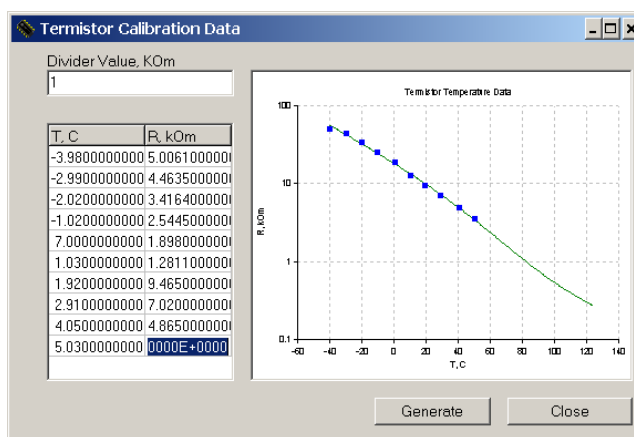 Termistor Calibration Data
Divider Value, KOm
1
T, C R, kOm
-3.9800000000 5.0061000000
-2.9900000000 4.4635000000
-2.0200000000 3.4164000000
-1.0200000000 2.5445000000
7.0000000000 1.8980000000
1.0300000000 1.2811000000
1.9200000000 9.4650000000
2.9100000000 7.0200000000
4.0500000000 4.8650000000
5.0300000000 0000E+0000
Termistor Temperature Data
100
10
1
0.1
R, kOm
-60 -40 -20 0 20 40 60 80 100 120 140
T, C
Generate Close